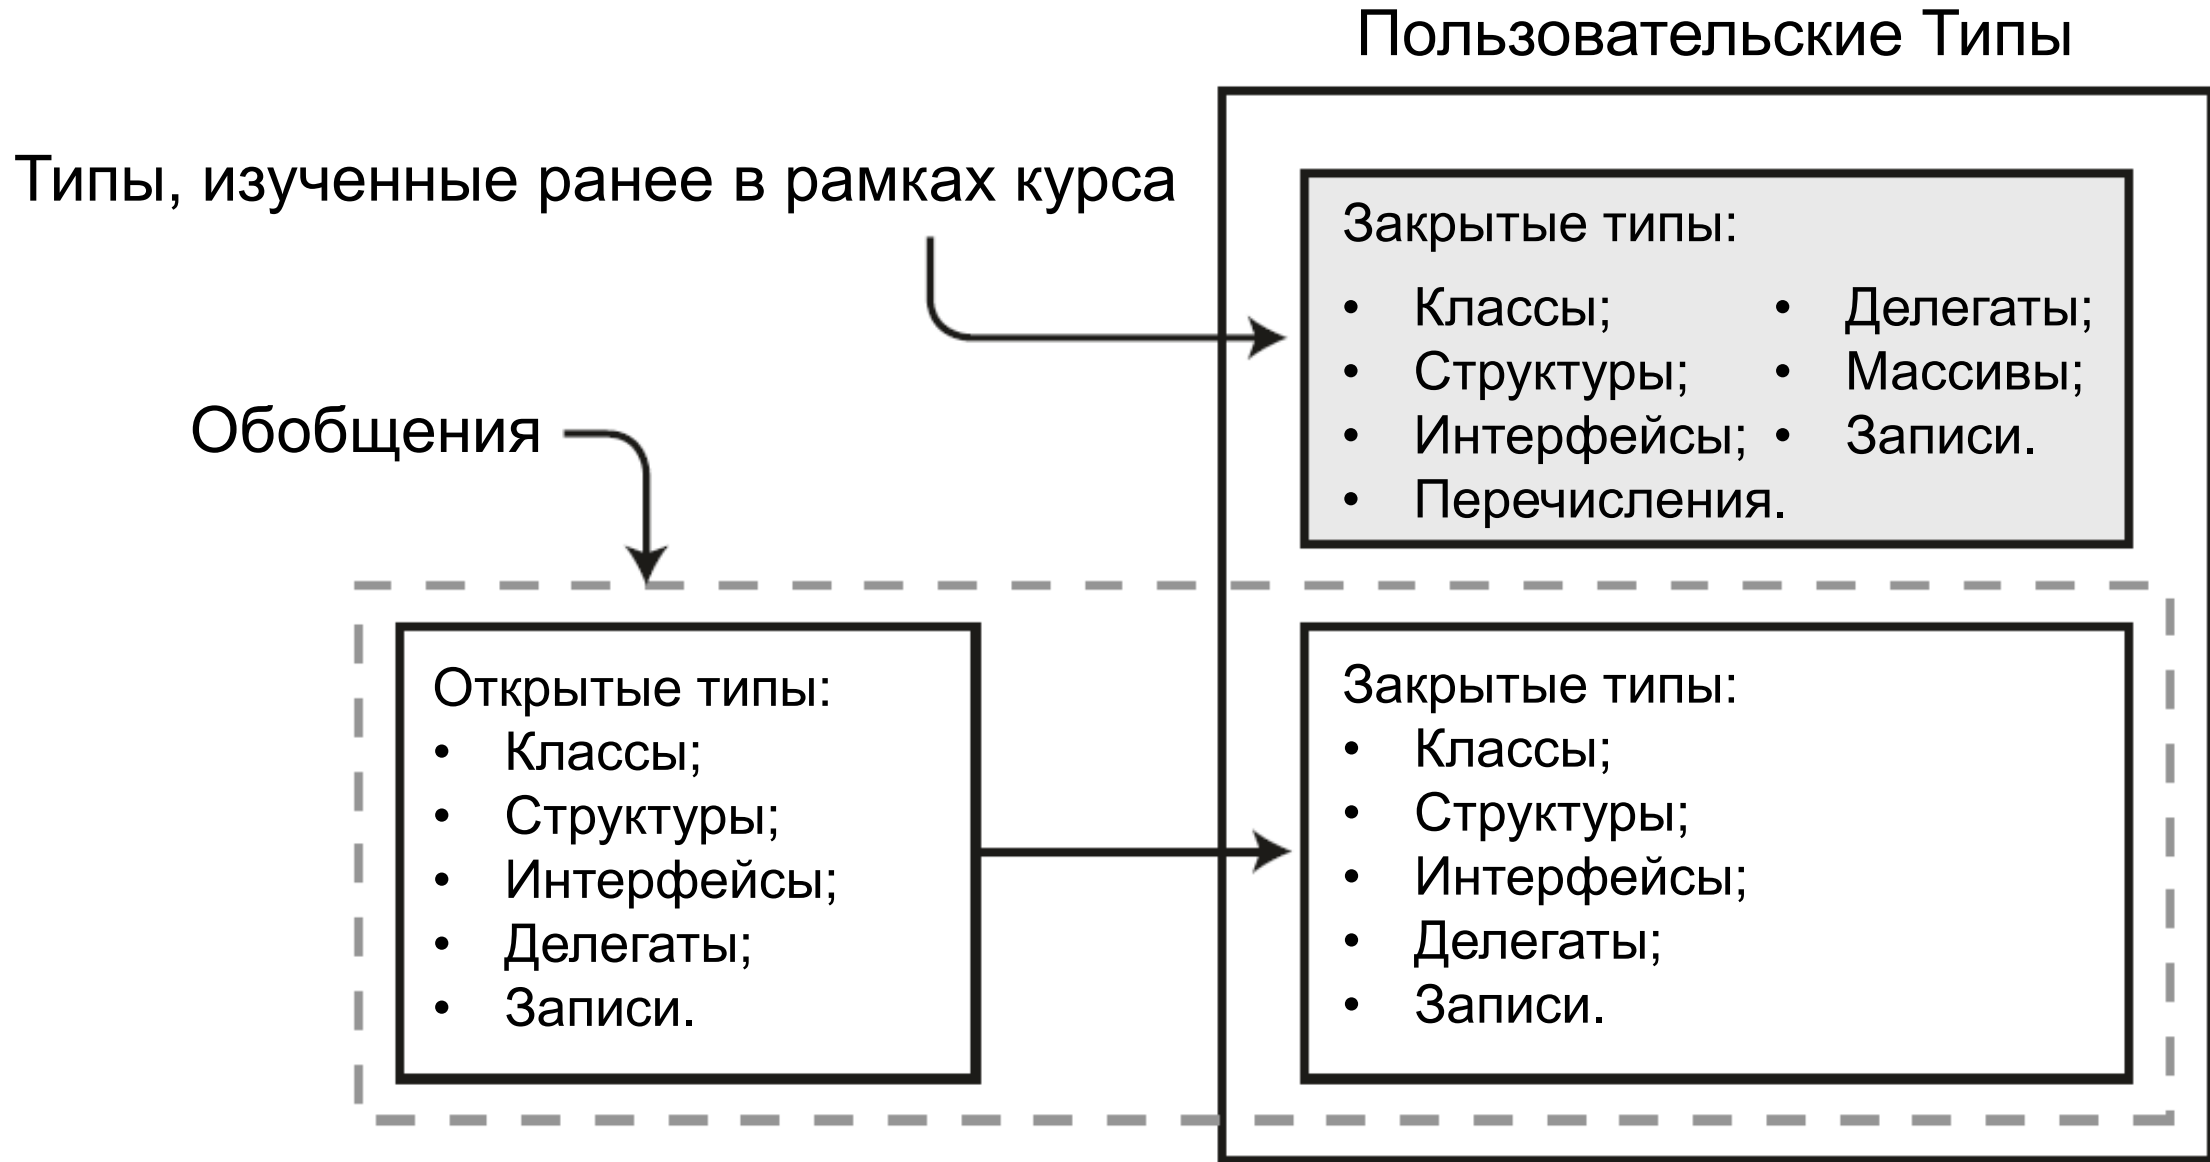 Пользовательские Типы
Типы, изученные ранее в рамках курса
Закрытые типы:
• Классы;
• Структуры;
• Интерфейсы;
• Перечисления.
• Делегаты;
• Массивы;
• Записи.
Обобщения
Открытые типы:
• Классы;
• Структуры;
• Интерфейсы;
• Делегаты;
• Записи.
Закрытые типы:
• Классы;
• Структуры;
• Интерфейсы;
• Делегаты;
• Записи.